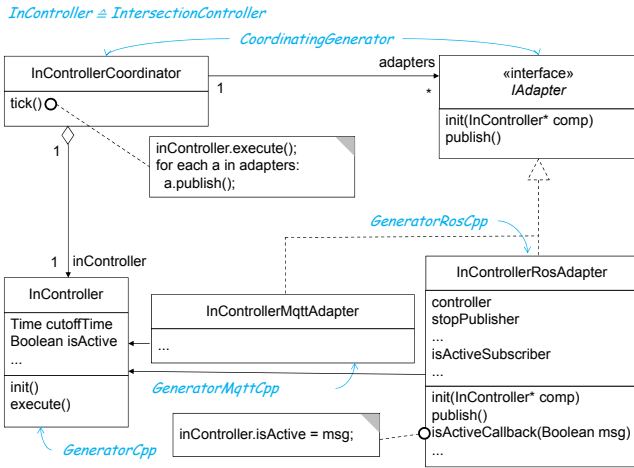 InController ≙ IntersectionController
CoordinatingGenerator
InControllerCoordinator
tick()
1
adapters
*
«interface»
IAdapter
init(InController* comp)
publish()
inController.execute();
for each a in adapters:
a.publish();
1
1 inController
GeneratorRosCpp
InController
Time cutoffTime
Boolean isActive
...
init()
execute()
InControllerMqttAdapter
...
GeneratorMqttCpp
InControllerRosAdapter
controller
stopPublisher
...
isActiveSubscriber
...
init(InController* comp)
publish()
isActiveCallback(Boolean msg)
...
inController.isActive = msg;
GeneratorCpp